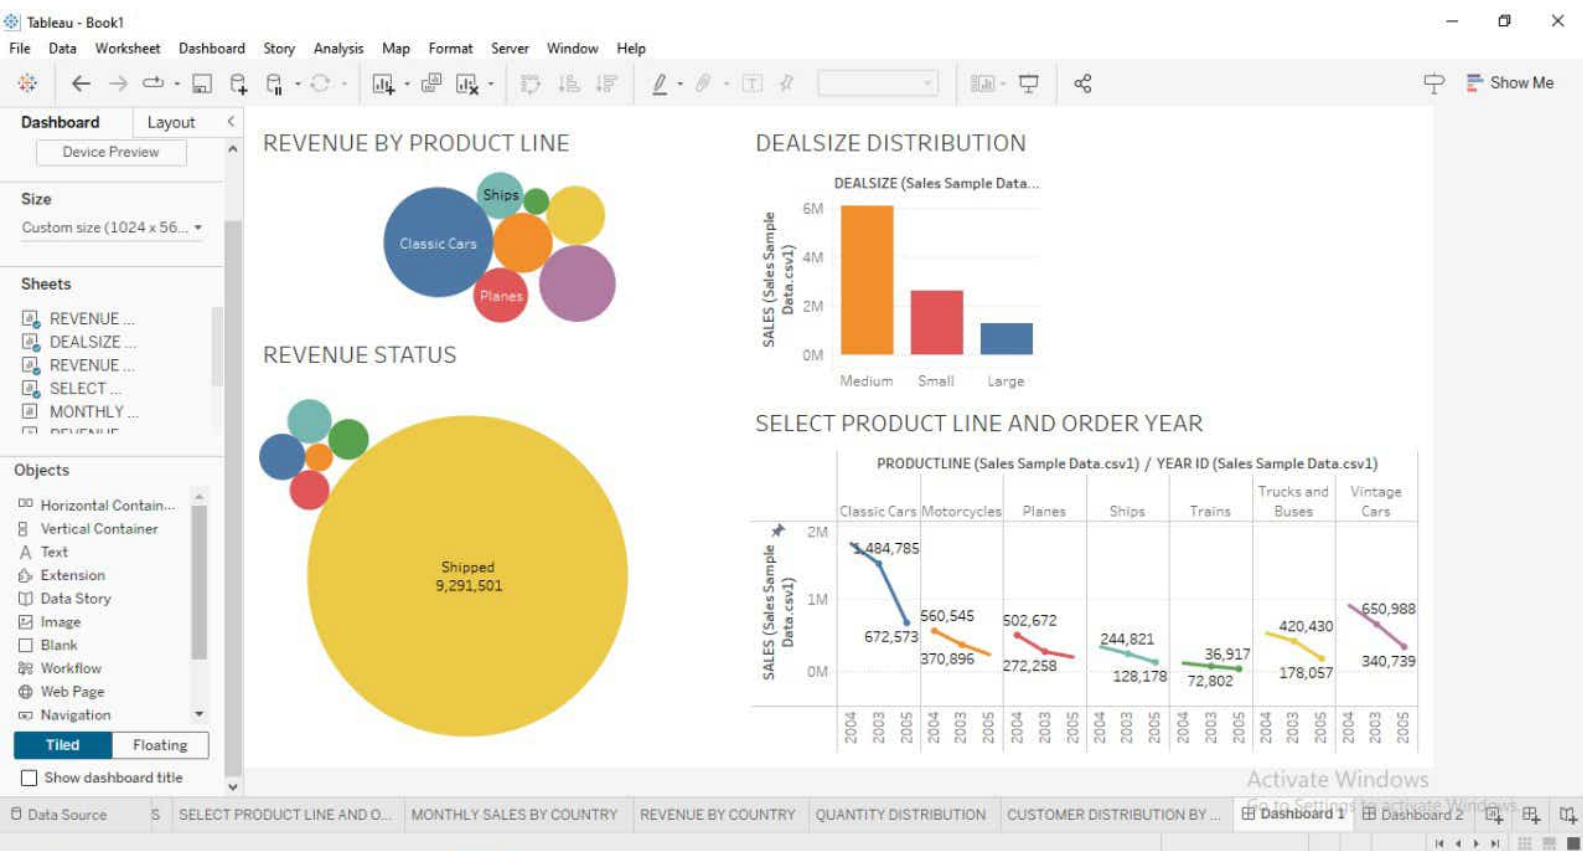 Tableau - Book1
File Data Worksheet Dashboard Story Analysis Map Format Server Window Help
Show Me
Dashboard Layout
Device Preview
Size
Custom size (1024 x 56...
Sheets
REVENUE ...
DEALSIZE ...
REVENUE ...
SELECT ...
MONTHLY ...
Objects
Horizontal Contain...
Vertical Container
Text
Extension
Data Story
Image
Blank
Workflow
Web Page
Navigation
Tiled Floating
Show dashboard title
REVENUE BY PRODUCT LINE
Ships
Classic Cars
Planes
REVENUE STATUS
Shipped
9,291,501
DEALSIZE DISTRIBUTION
DEALSIZE (Sales Sample Data...
SALES (Sales Sample
Data.csv1)
6M
4M
2M
0M
Medium Small Large
SELECT PRODUCT LINE AND ORDER YEAR
PRODUCTLINE (Sales Sample Data.csv1) / YEAR ID (Sales Sample Data.csv1)
Classic Cars Motorcycles Planes Ships Trains Trucks and Buses Vintage Cars
SALES (Sales Sample
Data.csv1)
2M
1M
0M
1,484,785
672,573
560,545
370,896
502,672
272,258
244,821
128,178
36,917
72,802
420,430
178,057
650,988
340,739
2004 2003 2005 2004 2003 2005 2004 2003 2005 2004 2003 2005 2004 2003 2005 2004 2003 2005 2004 2003 2005
Activate Windows
Go to Settings to activate Windows.
Data Source S SELECT PRODUCT LINE AND O... MONTHLY SALES BY COUNTRY REVENUE BY COUNTRY QUANTITY DISTRIBUTION CUSTOMER DISTRIBUTION BY ... Dashboard 1 Dashboard 2